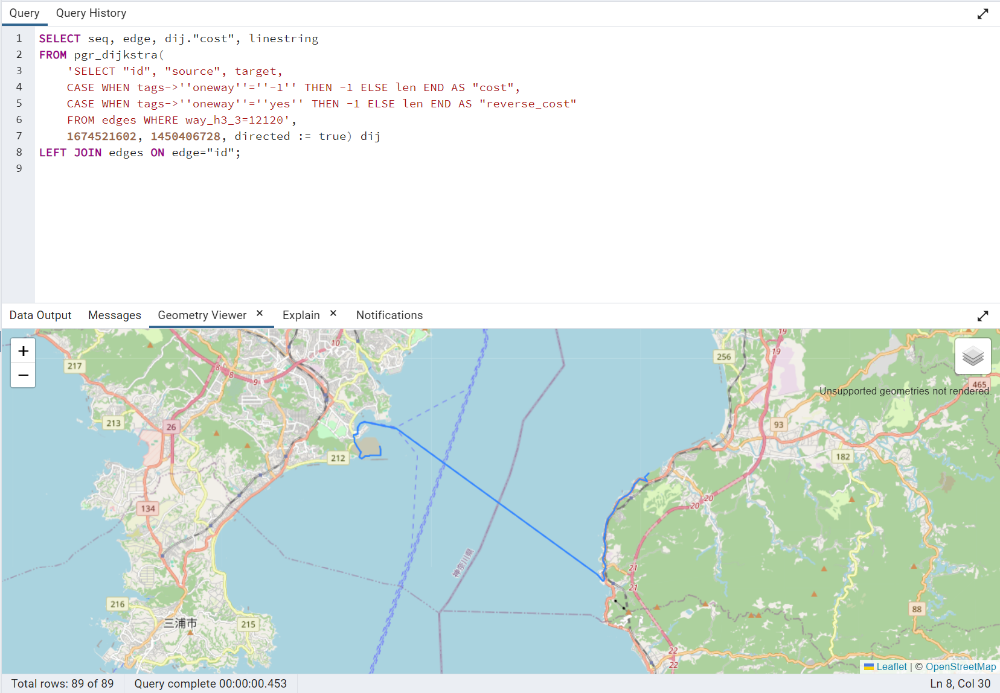 Query Query History
1 SELECT seq, edge, dij."cost", linestring
2 FROM pgr_dijkstra(
3 'SELECT "id", "source", target,
4 CASE WHEN tags->''oneway''=''-1'' THEN -1 ELSE len END AS "cost",
5 CASE WHEN tags->''oneway''=''yes'' THEN -1 ELSE len END AS "reverse_cost"
6 FROM edges WHERE way_h3_3=12120',
7 1674521602, 1450406728, directed := true) dij
8 LEFT JOIN edges ON edge="id";
9
Data Output Messages Geometry Viewer × Explain × Notifications
+
−
Unsupported geometries not rendered.
19
10
19
256
217
8
8
9
465
213
26
93
212
182
20
20
134
神奈川県
21
21
216
88
三浦市
215
22
22
Leaflet | © OpenStreetMap
Total rows: 89 of 89 Query complete 00:00:00.453 Ln 8, Col 30